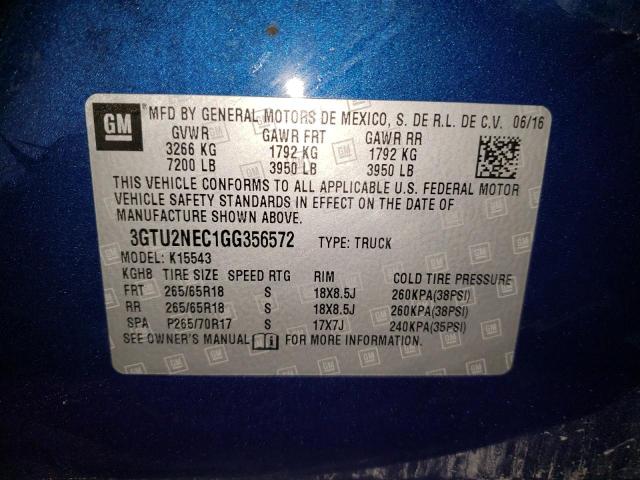 GM MFD BY GENERAL MOTORS DE MEXICO, S. DE R.L. DE C.V. 06/16
GVWR GAWR FRT GAWR RR
3266 KG 1792 KG 1792 KG
7200 LB 3950 LB 3950 LB
THIS VEHICLE CONFORMS TO ALL APPLICABLE U.S. FEDERAL MOTOR
VEHICLE SAFETY STANDARDS IN EFFECT ON THE DATE OF
MANUFACTURE SHOWN ABOVE.
3GTU2NEC1GG356572 TYPE: TRUCK
MODEL: K15543
KGHB TIRE SIZE SPEED RTG RIM COLD TIRE PRESSURE
FRT 265/65R18 S 18X8.5J 260KPA(38PSI)
RR 265/65R18 S 18X8.5J 260KPA(38PSI)
SPA P265/70R17 S 17X7J 240KPA(35PSI)
SEE OWNER'S MANUAL FOR MORE INFORMATION.